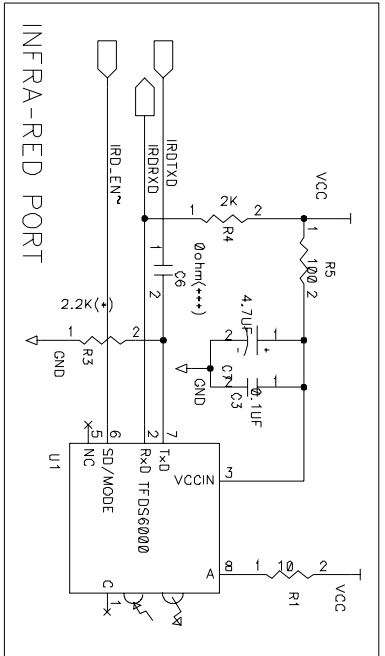 INFRA-RED PORT
VCC
1
R5
100
2
2K
1
2
R4
4.7UF
2
1
-
+
C7
0.1UF
2
1
C3
GND
IRDTXD
IRDRXD
IRD_EN~
1
2
C6
0ohm(+++)
2.2K(+)
1
2
R3
GND
VCC
1
10
2
R1
3
VCCIN
8
A
7
TxD
2
RxD TFDS6000
6
SD/MODE
5
NC
U1
C
1